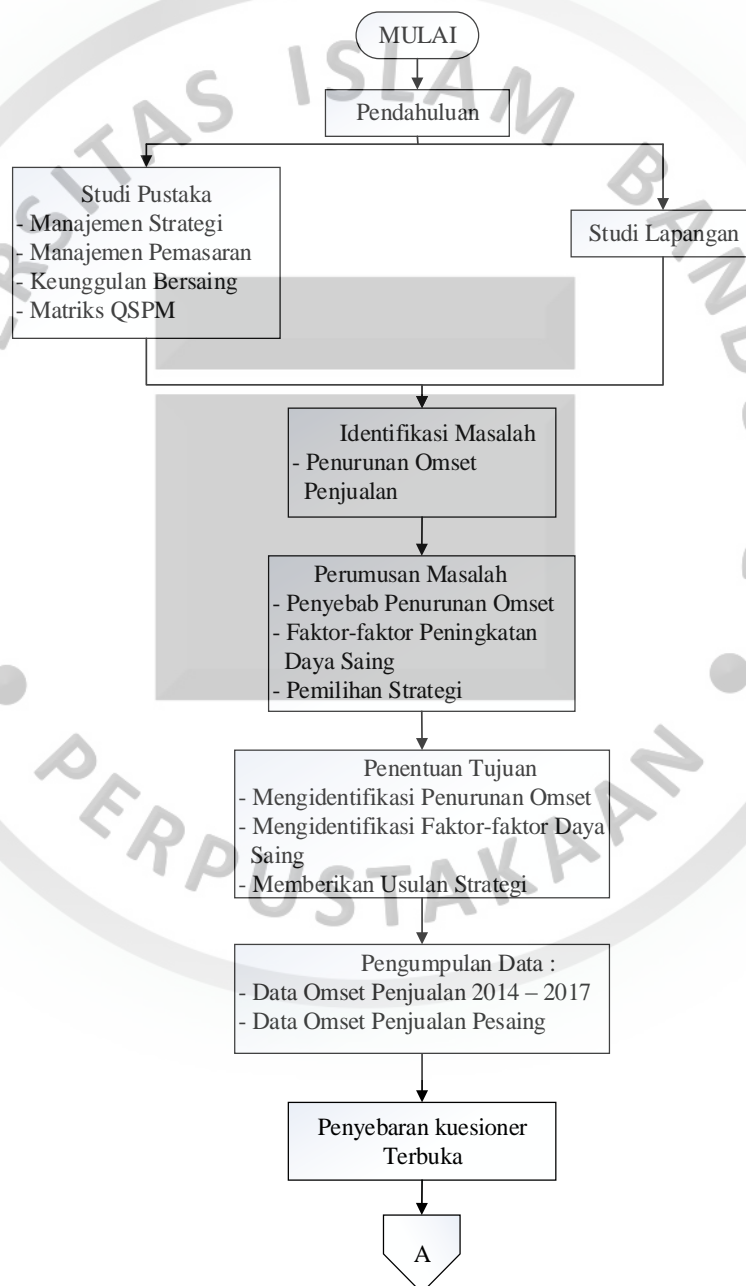 MULAI
Pendahuluan
Studi Pustaka
- Manajemen Strategi
- Manajemen Pemasaran
- Keunggulan Bersaing
- Matriks QSPM
Studi Lapangan
Identifikasi Masalah
- Penurunan Omset
Penjualan
Perumusan Masalah
- Penyebab Penurunan Omset
- Faktor-faktor Peningkatan
Daya Saing
- Pemilihan Strategi
Penentuan Tujuan
- Mengidentifikasi Penurunan Omset
- Mengidentifikasi Faktor-faktor Daya
Saing
- Memberikan Usulan Strategi
Pengumpulan Data :
- Data Omset Penjualan 2014 – 2017
- Data Omset Penjualan Pesaing
Penyebaran kuesioner
Terbuka
A
ISLAM
PERPUSTAKAAN